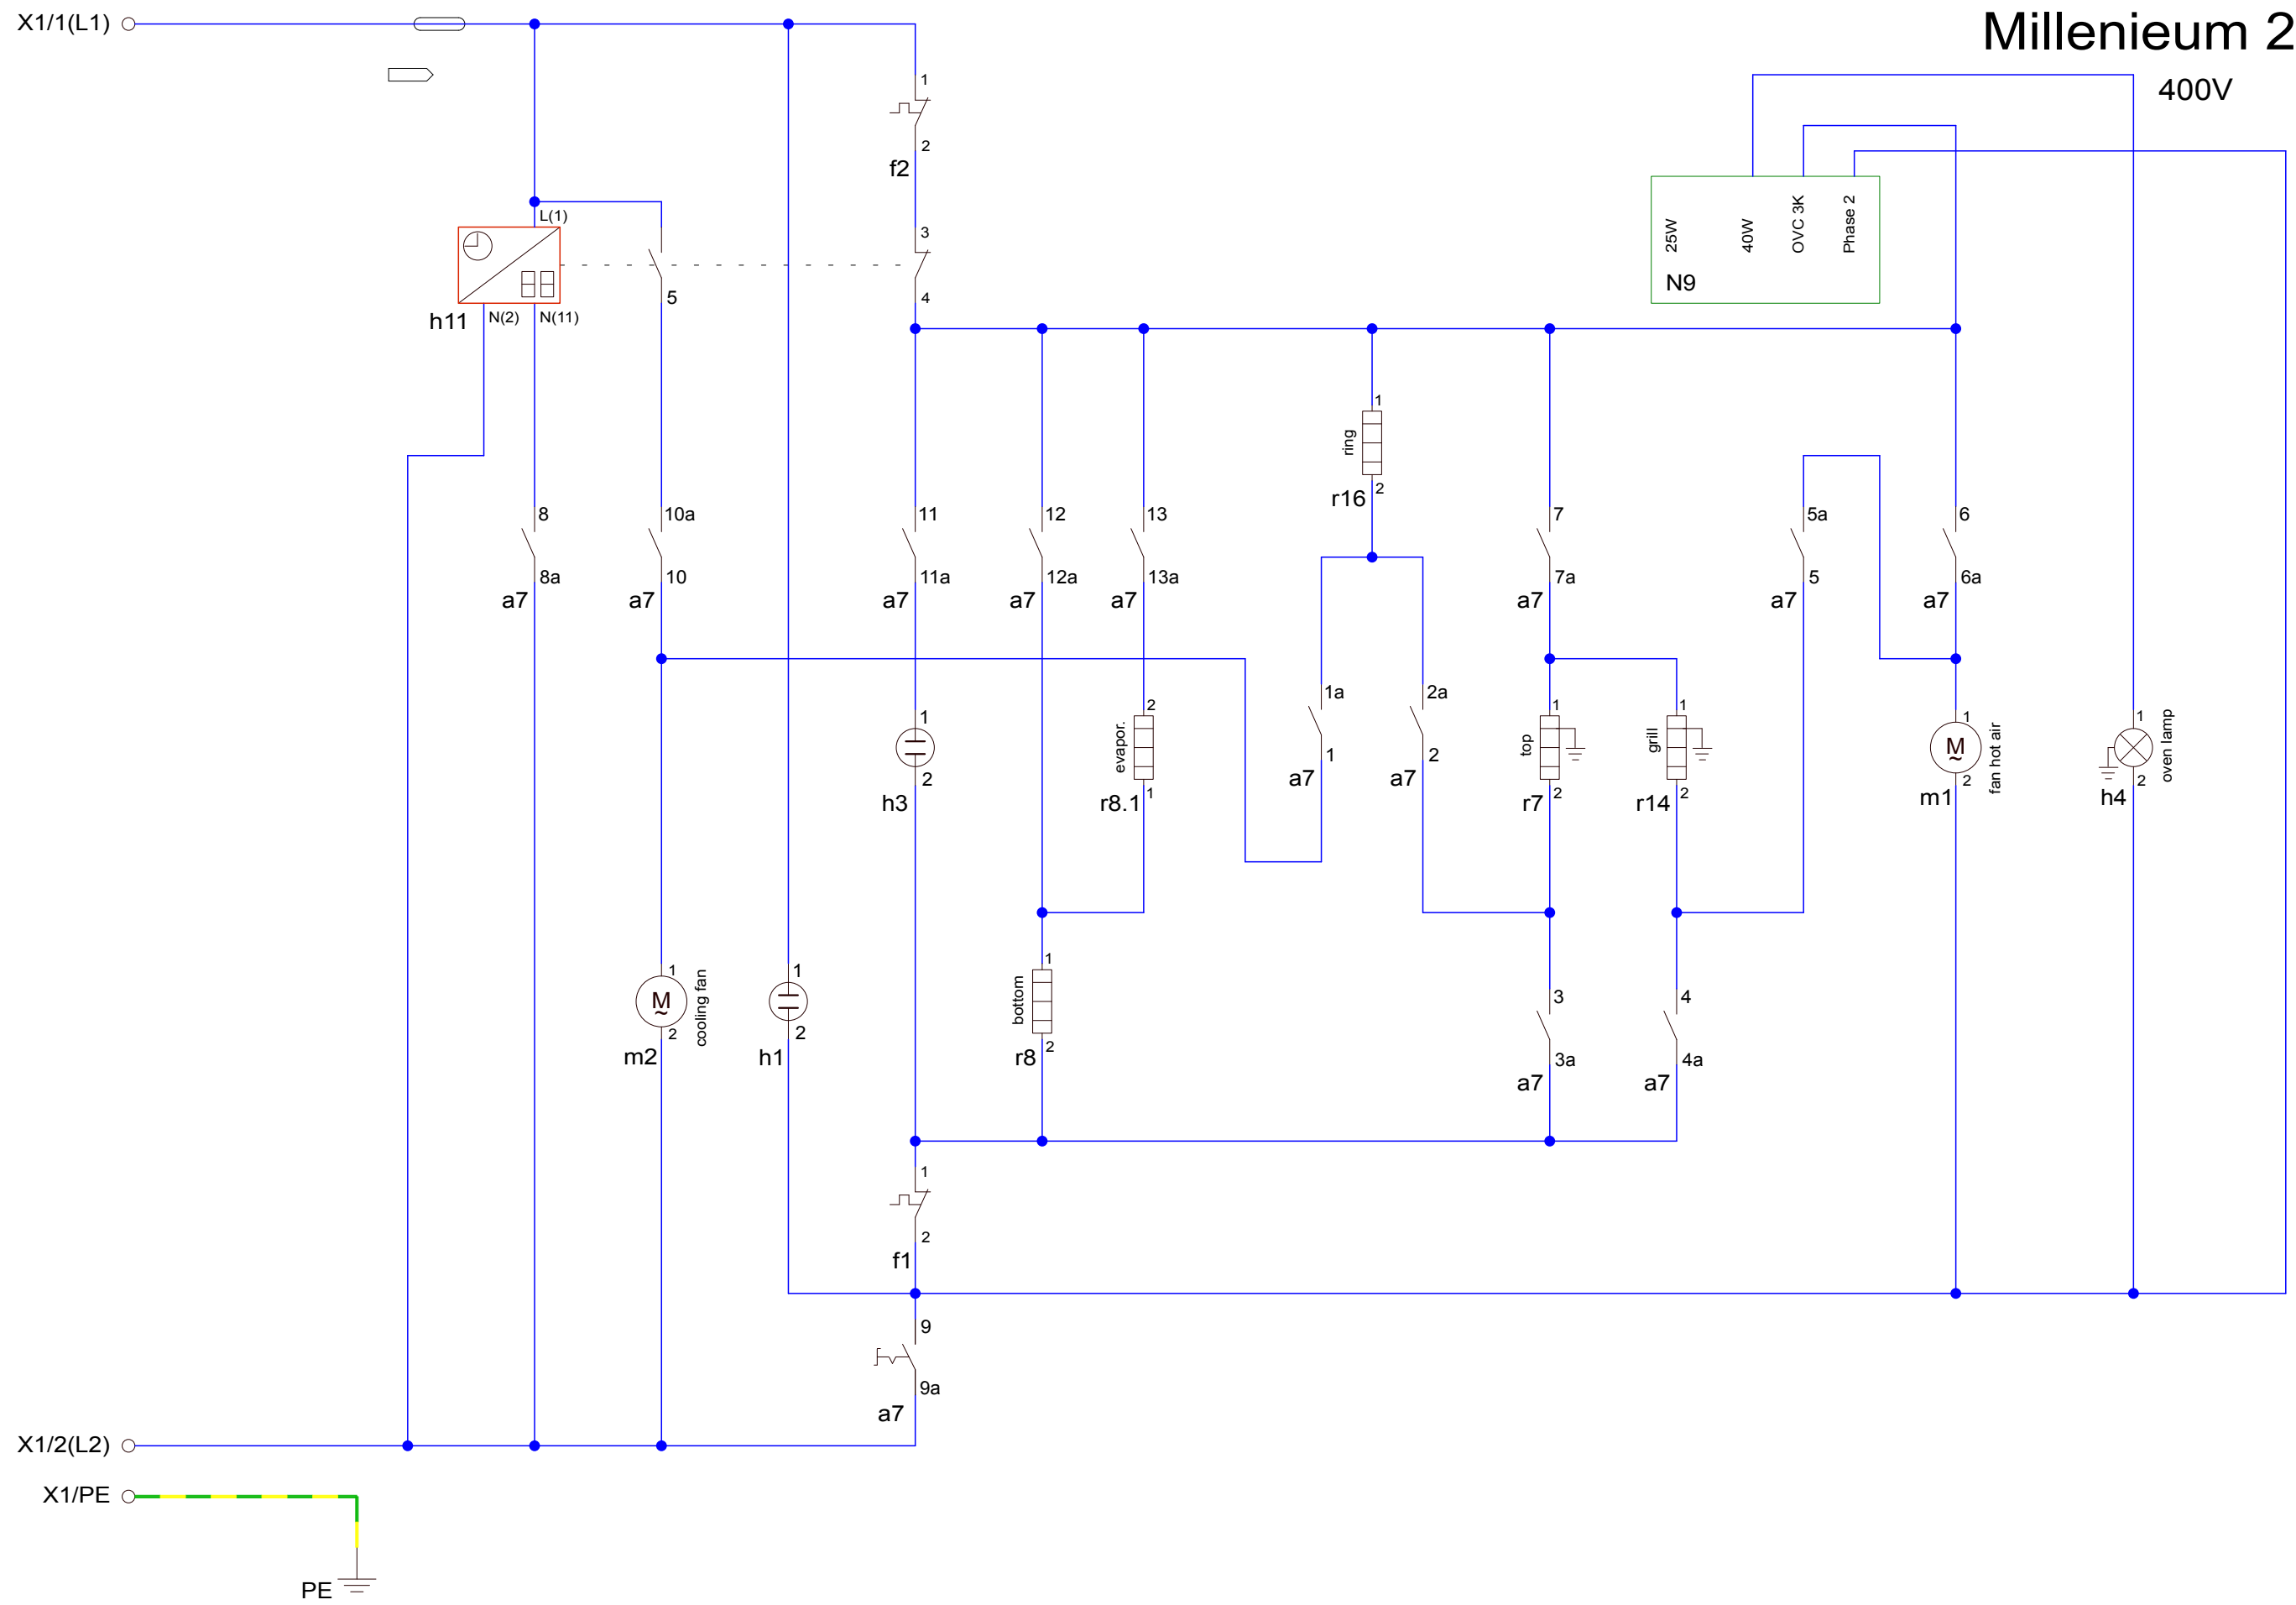 X1/1(L1)
Millenieum 2
400V
1
2
f2
L(1)
3
4
5
h11
N(2)
N(11)
25W
40W
OVC 3K
Phase 2
N9
ring
1
2
r16
8
8a
a7
10a
10
a7
11
11a
a7
12
12a
a7
13
13a
a7
7
7a
a7
5a
5
a7
6
6a
a7
1
2
h3
evapor.
2
1
r8.1
1a
1
a7
2a
2
a7
top
1
2
r7
grill
1
2
r14
1
M
~
2
m1
fan hot air
1
2
h4
oven lamp
1
M
~
2
m2
cooling fan
1
2
h1
bottom
1
2
r8
3
3a
a7
4
4a
a7
1
2
f1
9
9a
a7
X1/2(L2)
X1/PE
PE